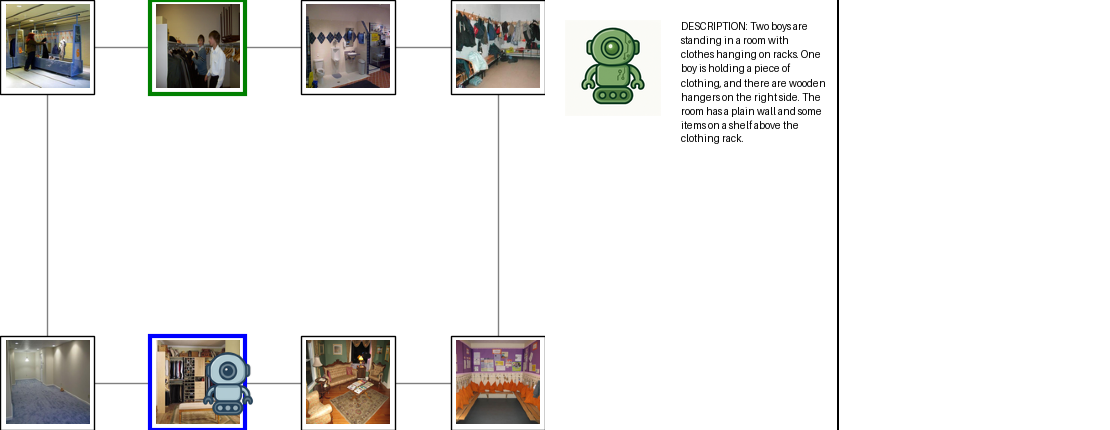 DESCRIPTION: Two boys are
standing in a room with
clothes hanging on racks. One
boy is holding a piece of
clothing, and there are wooden
hangers on the right side. The
room has a plain wall and some
items on a shelf above the
clothing rack.